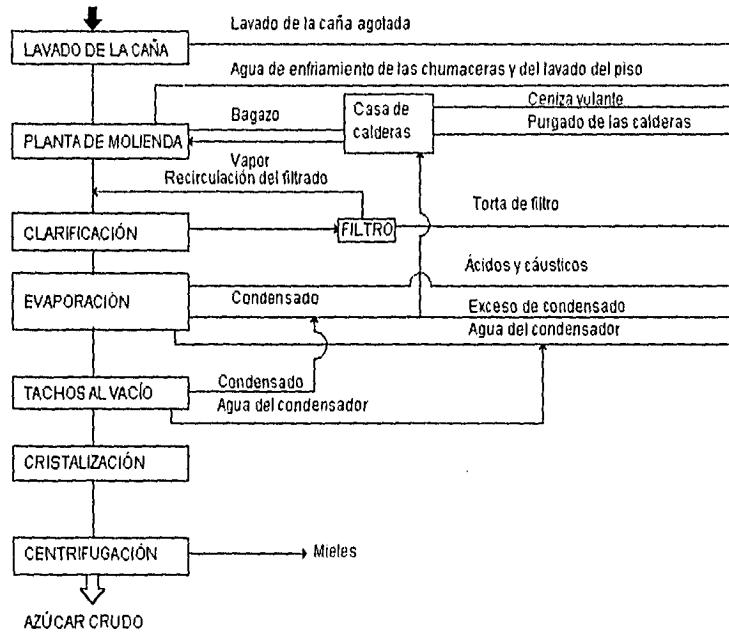 Lavado de la caña agolada
LAVADO DE LA CAÑA
Agua de enfriamiento de las chumaceras y del lavado del piso
Bagazo
Casa de
calderas
Ceniza vulante
Purgado de las calderas
PLANTA DE MOLIENDA
Vapor
Recirculación del filtrado
Torta de filtro
CLARIFICACIÓN
FILTRO
Ácidos y cáusticos
EVAPORACIÓN
Condensado
Exceso de condensado
Agua del condensador
TACHOS AL VACÍO
Condensado
Agua del condensador
CRISTALIZACIÓN
CENTRIFUGACIÓN
Mieles
AZÚCAR CRUDO